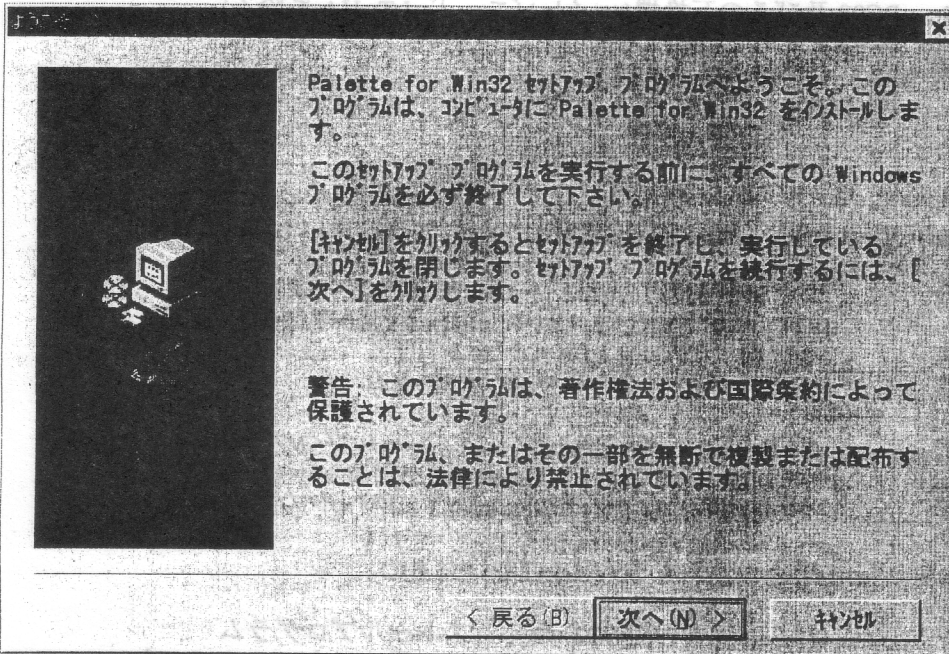 ようこそ
Palette for Win32 ｾｯﾄｱｯﾌﾟ ﾌﾟﾛｸﾞﾗﾑへようこそ。この
ﾌﾟﾛｸﾞﾗﾑは、ｺﾝﾋﾟｭｰﾀに Palette for Win32 をｲﾝｽﾄｰﾙしま
す。
このｾｯﾄｱｯﾌﾟ ﾌﾟﾛｸﾞﾗﾑを実行する前に、すべての Windows
ﾌﾟﾛｸﾞﾗﾑを必ず終了して下さい。
[ｷｬﾝｾﾙ]をｸﾘｯｸするとｾｯﾄｱｯﾌﾟを終了し、実行している
ﾌﾟﾛｸﾞﾗﾑを閉じます。ｾｯﾄｱｯﾌﾟ ﾌﾟﾛｸﾞﾗﾑを続行するには、[
次へ]をｸﾘｯｸします。
警告: このﾌﾟﾛｸﾞﾗﾑは、著作権法および国際条約によって
保護されています。
このﾌﾟﾛｸﾞﾗﾑ、またはその一部を無断で複製または配布す
ることは、法律により禁止されています。
< 戻る(B) 次へ(N) > ｷｬﾝｾﾙ